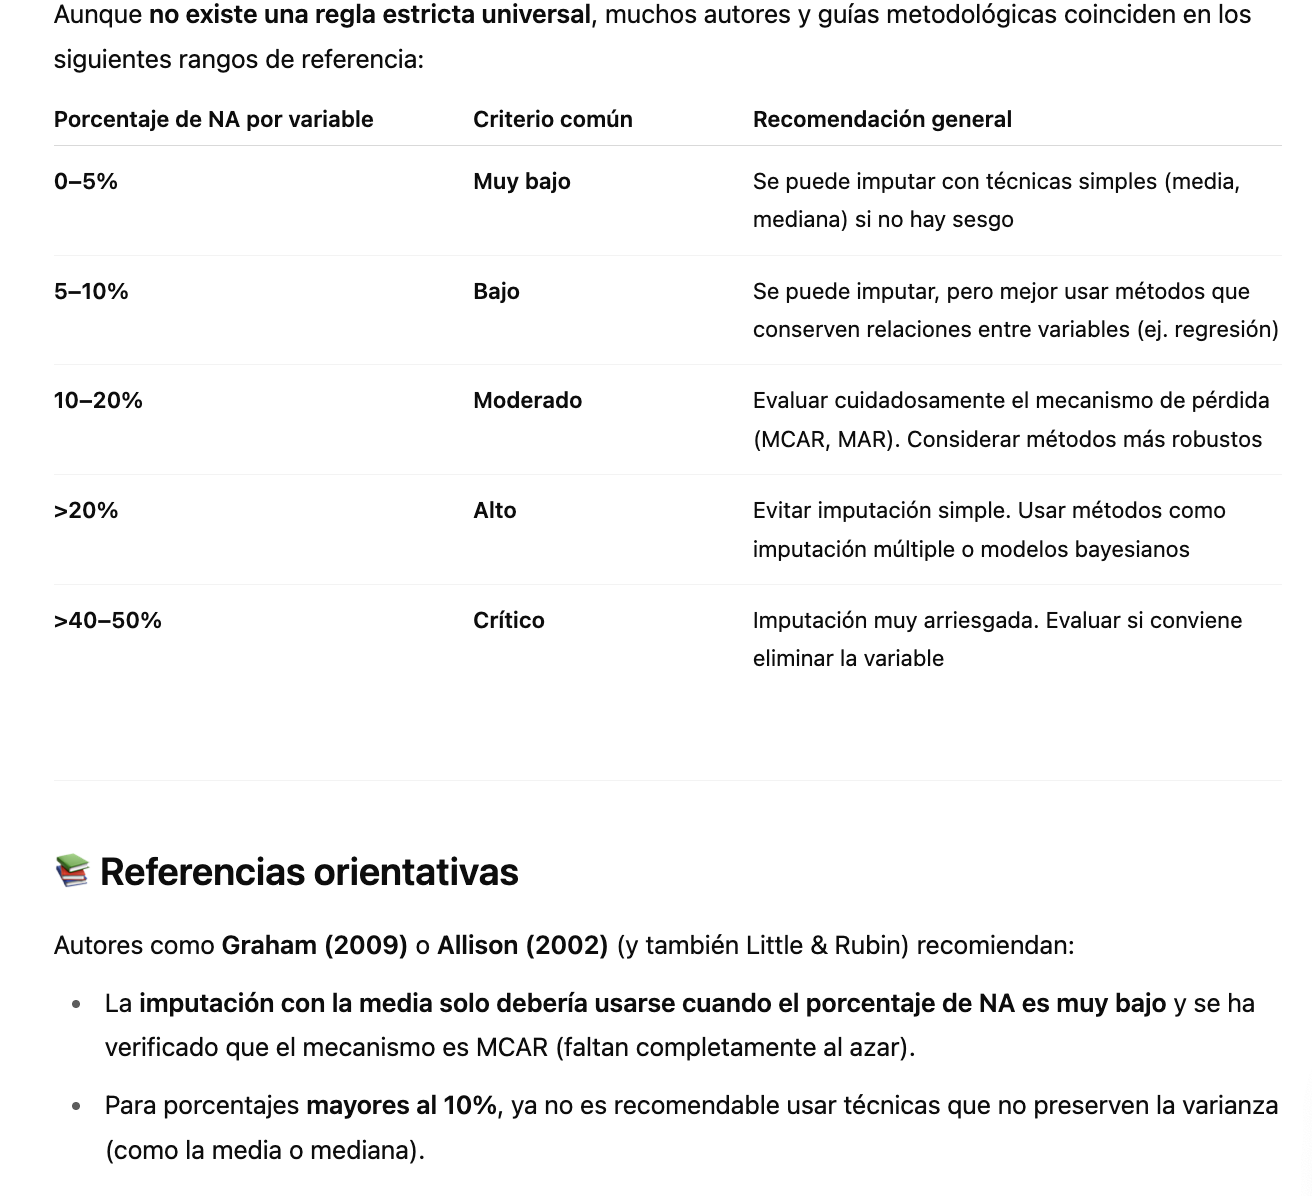 Aunque no existe una regla estricta universal, muchos autores y guías metodológicas coinciden en los
siguientes rangos de referencia:
Porcentaje de NA por variable Criterio común Recomendación general
0–5% Muy bajo Se puede imputar con técnicas simples (media,
mediana) si no hay sesgo
5–10% Bajo Se puede imputar, pero mejor usar métodos que
conserven relaciones entre variables (ej. regresión)
10–20% Moderado Evaluar cuidadosamente el mecanismo de pérdida
(MCAR, MAR). Considerar métodos más robustos
>20% Alto Evitar imputación simple. Usar métodos como
imputación múltiple o modelos bayesianos
>40–50% Crítico Imputación muy arriesgada. Evaluar si conviene
eliminar la variable
Referencias orientativas
Autores como Graham (2009) o Allison (2002) (y también Little & Rubin) recomiendan:
• La imputación con la media solo debería usarse cuando el porcentaje de NA es muy bajo y se ha
verificado que el mecanismo es MCAR (faltan completamente al azar).
• Para porcentajes mayores al 10%, ya no es recomendable usar técnicas que no preserven la varianza
(como la media o mediana).